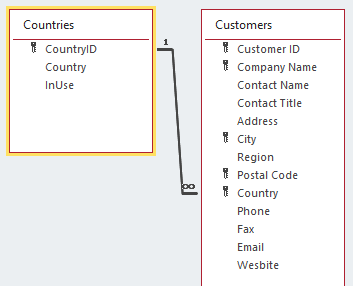 Countries
CountryID
Country
InUse
1
∞
Customers
Customer ID
Company Name
Contact Name
Contact Title
Address
City
Region
Postal Code
Country
Phone
Fax
Email
Wesbite